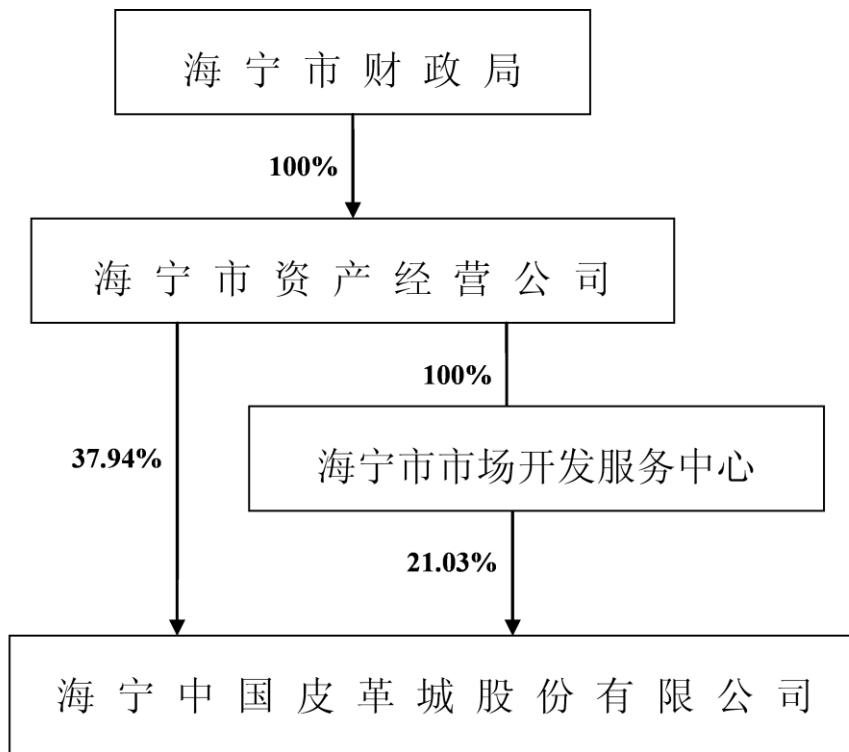 海宁市财政局
100%
海宁市资产经营公司
100%
37.94%
海宁市市场开发服务中心
21.03%
海宁中国皮革城股份有限公司